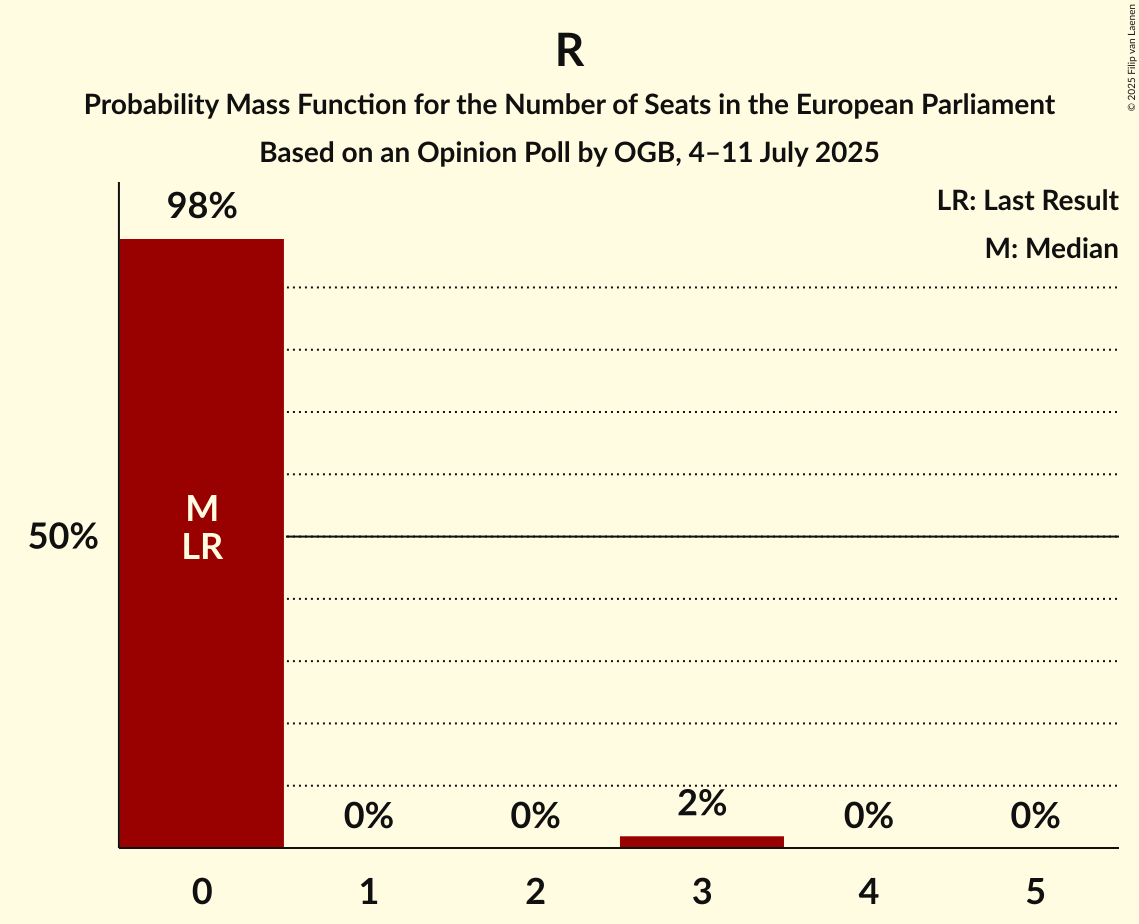 R
Probability Mass Function for the Number of Seats in the European Parliament
Based on an Opinion Poll by OGB, 4–11 July 2025
© 2025 Filip van Laenen
LR: Last Result
M: Median
98%
M
LR
50%
0%
0%
2%
0%
0%
0 1 2 3 4 5